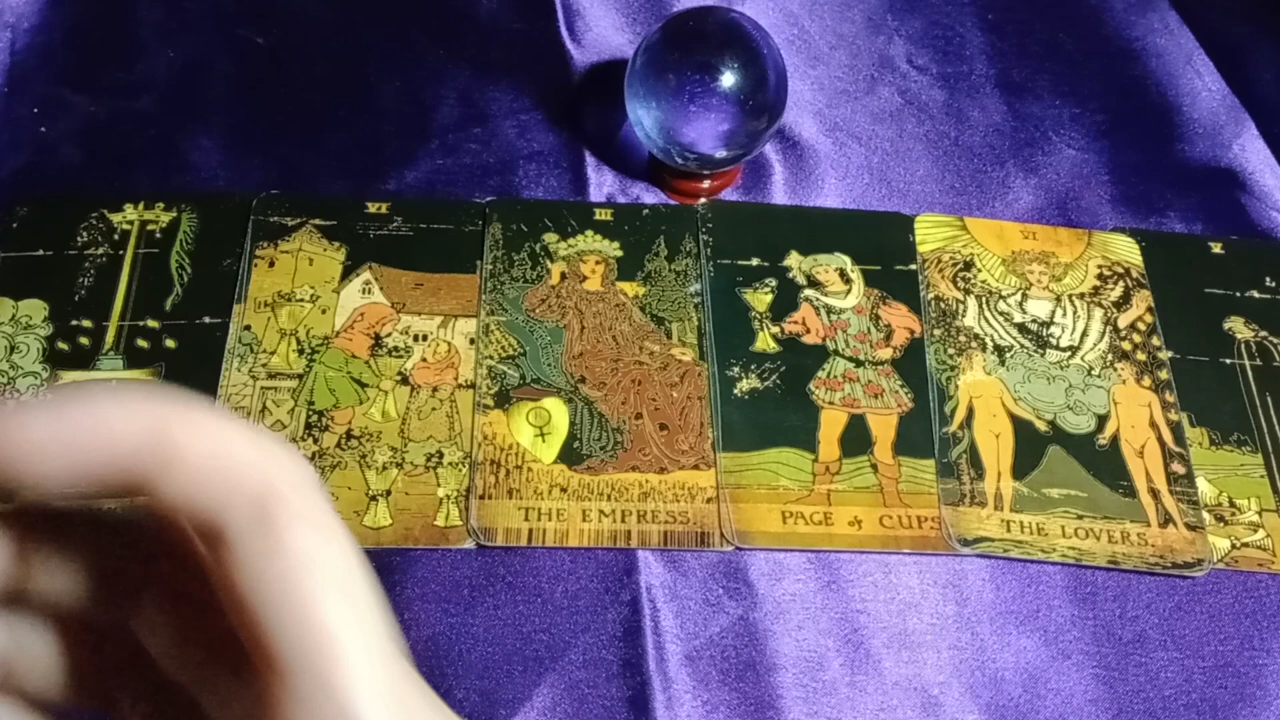 VI
III
THE EMPRESS.
PAGE of CUPS
VI
THE LOVERS.
V